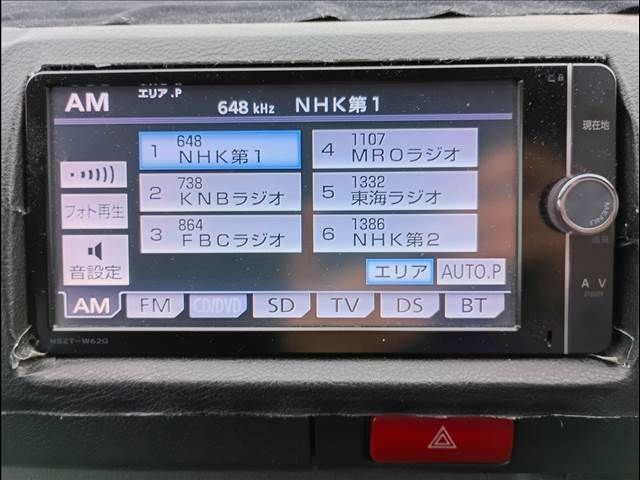 AM
エリア.P
648 kHz NHK第1
現在地
1 648 NHK第1
4 1107 MROラジオ
2 738 KNBラジオ
5 1332 東海ラジオ
3 864 FBCラジオ
6 1386 NHK第2
フォト再生
音設定
エリア
AUTO.P
MENU
AM FM CD/DVD SD TV DS BT
A V
PWR
NSZT-W62G